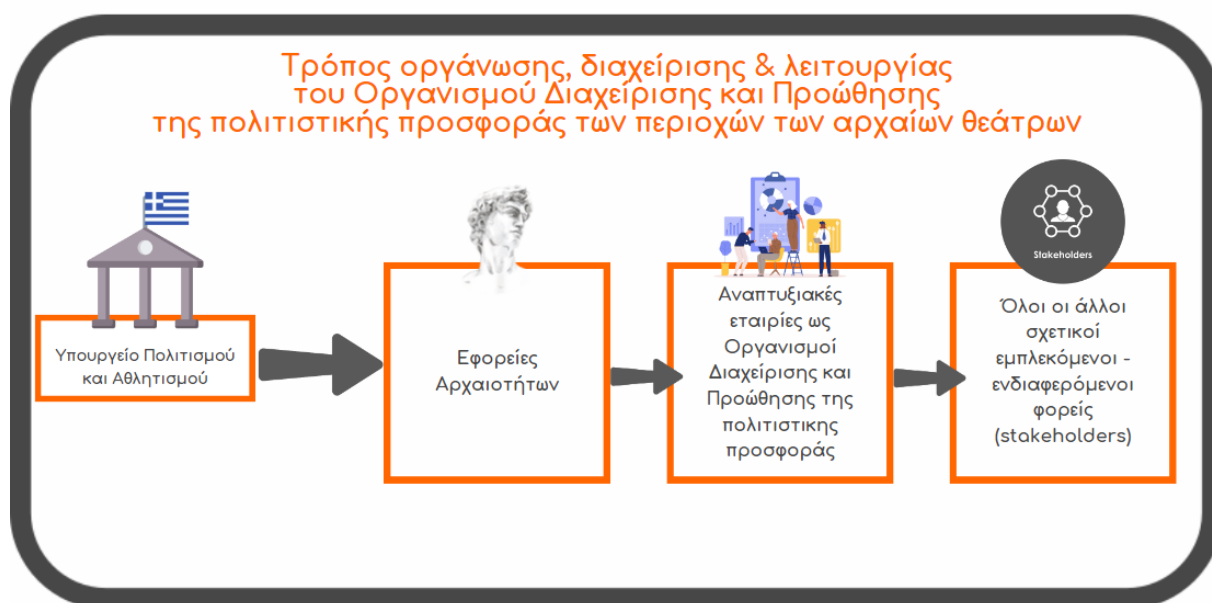 Τρόπος οργάνωσης, διαχείρισης & λειτουργίας
του Οργανισμού Διαχείρισης και Προώθησης
της πολιτιστικής προσφοράς των περιοχών των αρχαίων θεάτρων
Υπουργείο Πολιτισμού
και Αθλητισμού
Εφορείες
Αρχαιοτήτων
Αναπτυξιακές
εταιρίες ως
Οργανισμοί
Διαχείρισης και
Προώθησης της
πολιτιστικης
προσφοράς
Stakeholders
Όλοι οι άλλοι
σχετικοί
εμπλεκόμενοι -
ενδιαφερόμενοι
φορείς
(stakeholders)